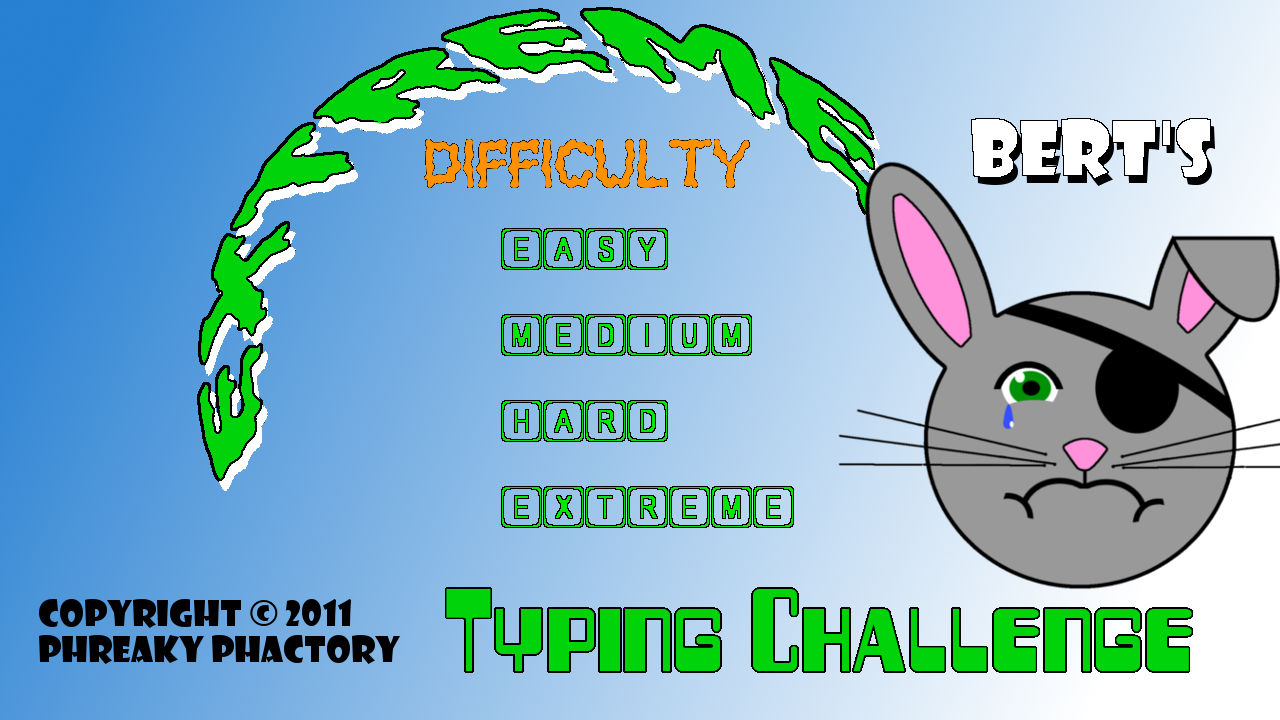 BERT'S
EXTREME
DIFFICULTY
EASY
MEDIUM
HARD
EXTREME
TYPING CHALLENGE
COPYRIGHT © 2011
PHREAKY PHACTORY